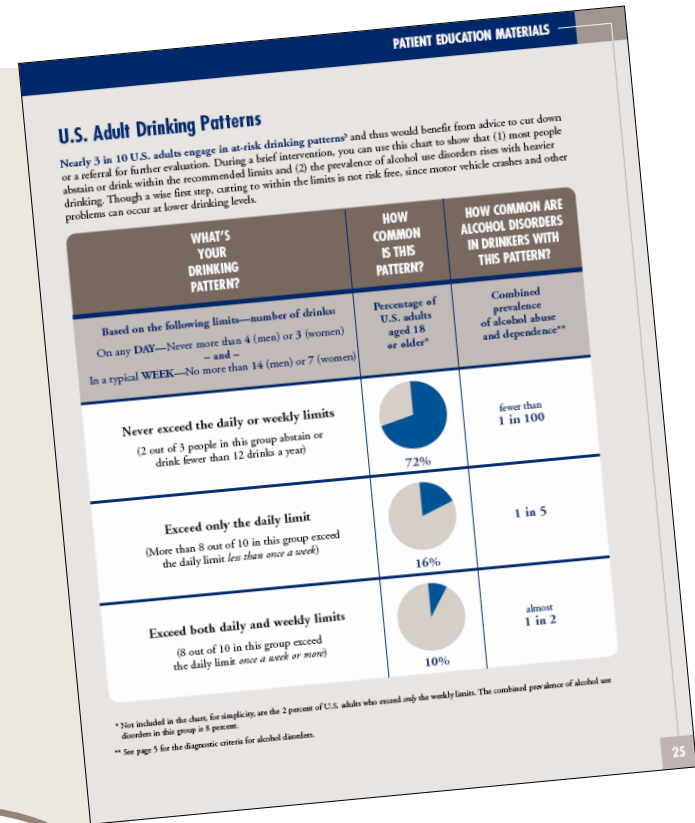 PATIENT EDUCATION MATERIALS
U.S. Adult Drinking Patterns
Nearly 3 in 10 U.S. adults engage in at-risk drinking patterns³ and thus would benefit from advice to cut down
or a referral for further evaluation. During a brief intervention, you can use this chart to show that (1) most people
abstain or drink within the recommended limits and (2) the prevalence of alcohol use disorders rises with heavier
drinking. Though a wise first step, cutting to within the limits is not risk free, since motor vehicle crashes and other
problems can occur at lower drinking levels.
WHAT'S
YOUR
DRINKING
PATTERN?
HOW
COMMON
IS THIS
PATTERN?
HOW COMMON ARE
ALCOHOL DISORDERS
IN DRINKERS WITH
THIS PATTERN?
Based on the following limits—number of drinks:
On any DAY—Never more than 4 (men) or 3 (women)
– and –
In a typical WEEK—No more than 14 (men) or 7 (women)
Percentage of
U.S. adults
aged 18
or older*
Combined
prevalence
of alcohol abuse
and dependence**
Never exceed the daily or weekly limits
(2 out of 3 people in this group abstain or
drink fewer than 12 drinks a year)
72%
fewer than
1 in 100
Exceed only the daily limit
(More than 8 out of 10 in this group exceed
the daily limit less than once a week)
16%
1 in 5
Exceed both daily and weekly limits
(8 out of 10 in this group exceed
the daily limit once a week or more)
10%
almost
1 in 2
* Not included in the chart, for simplicity, are the 2 percent of U.S. adults who exceed only the weekly limits. The combined prevalence of alcohol use
disorders in this group is 8 percent.
** See page 5 for the diagnostic criteria for alcohol disorders.
25